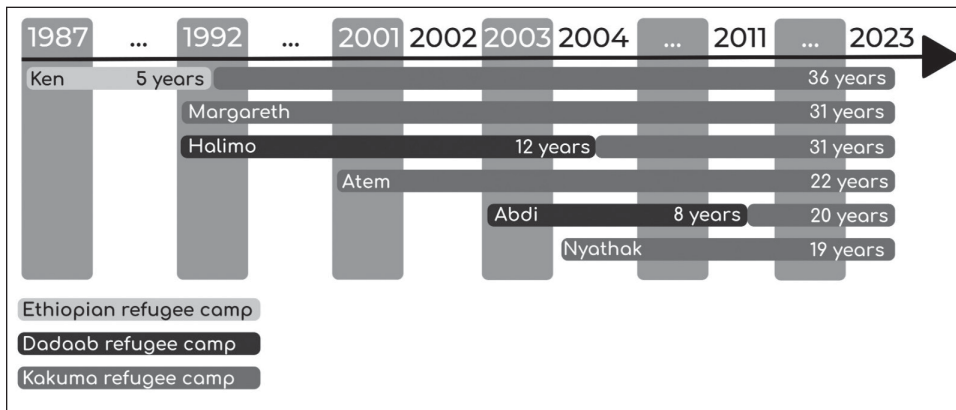 1987 ... 1992 ... 2001 2002 2003 2004 ... 2011 ... 2023
Ken 5 years 36 years
Margareth 31 years
Halimo 12 years 31 years
Atem 22 years
Abdi 8 years 20 years
Nyathak 19 years
Ethiopian refugee camp
Dadaab refugee camp
Kakuma refugee camp